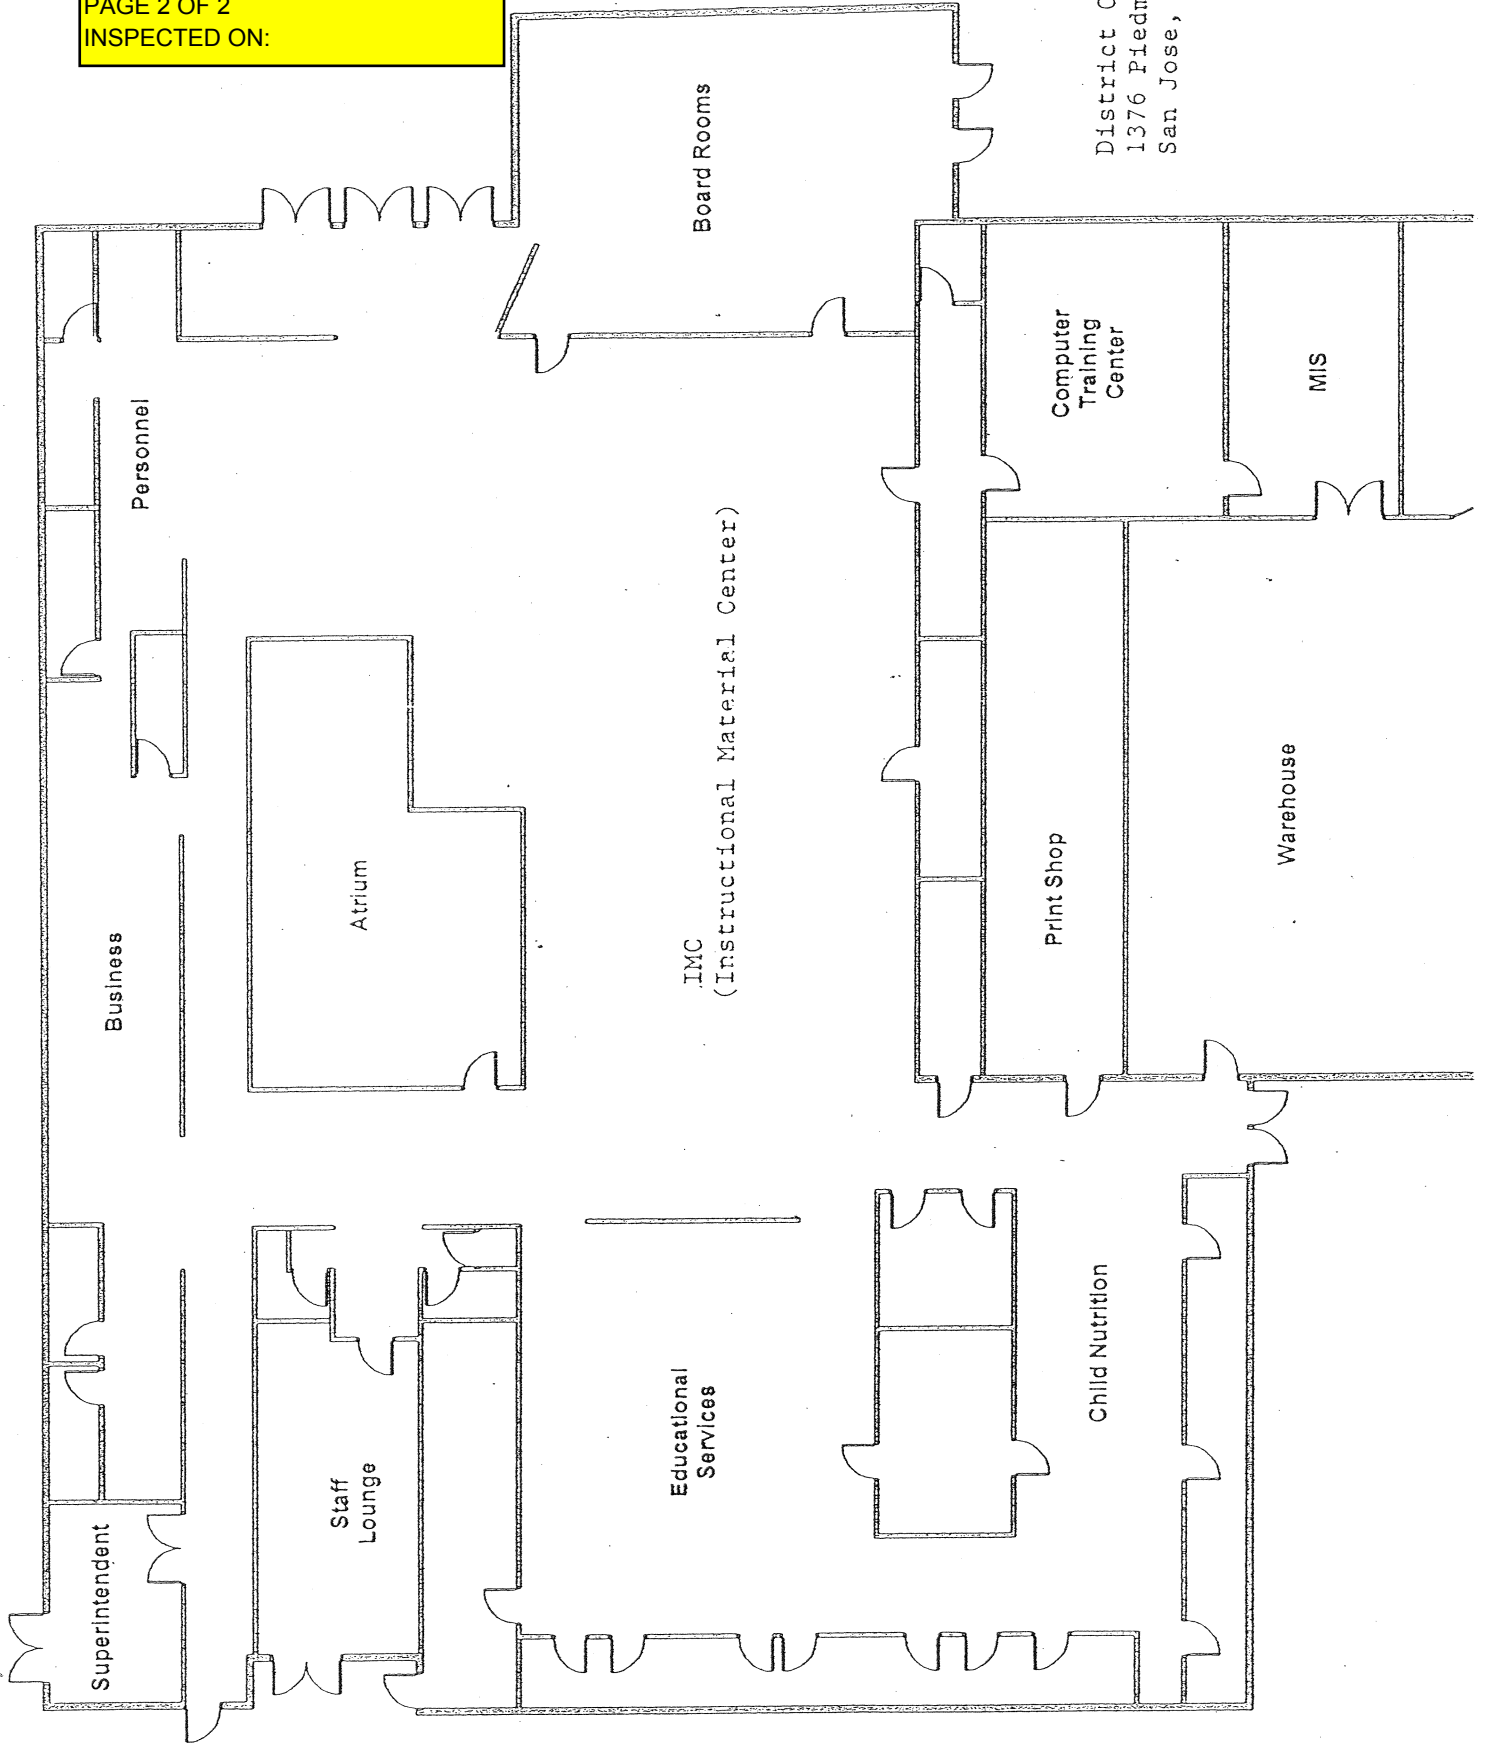 PAGE 2 OF 2
INSPECTED ON:
District
1376
San Jose,
Board Rooms
Computer
Training
Center
MIS
Personnel
IMC
(Instructional Material Center)
Atrium
Business
Print Shop
Warehouse
Educational
Services
Child Nutrition
Staff
Lounge
Superintendent